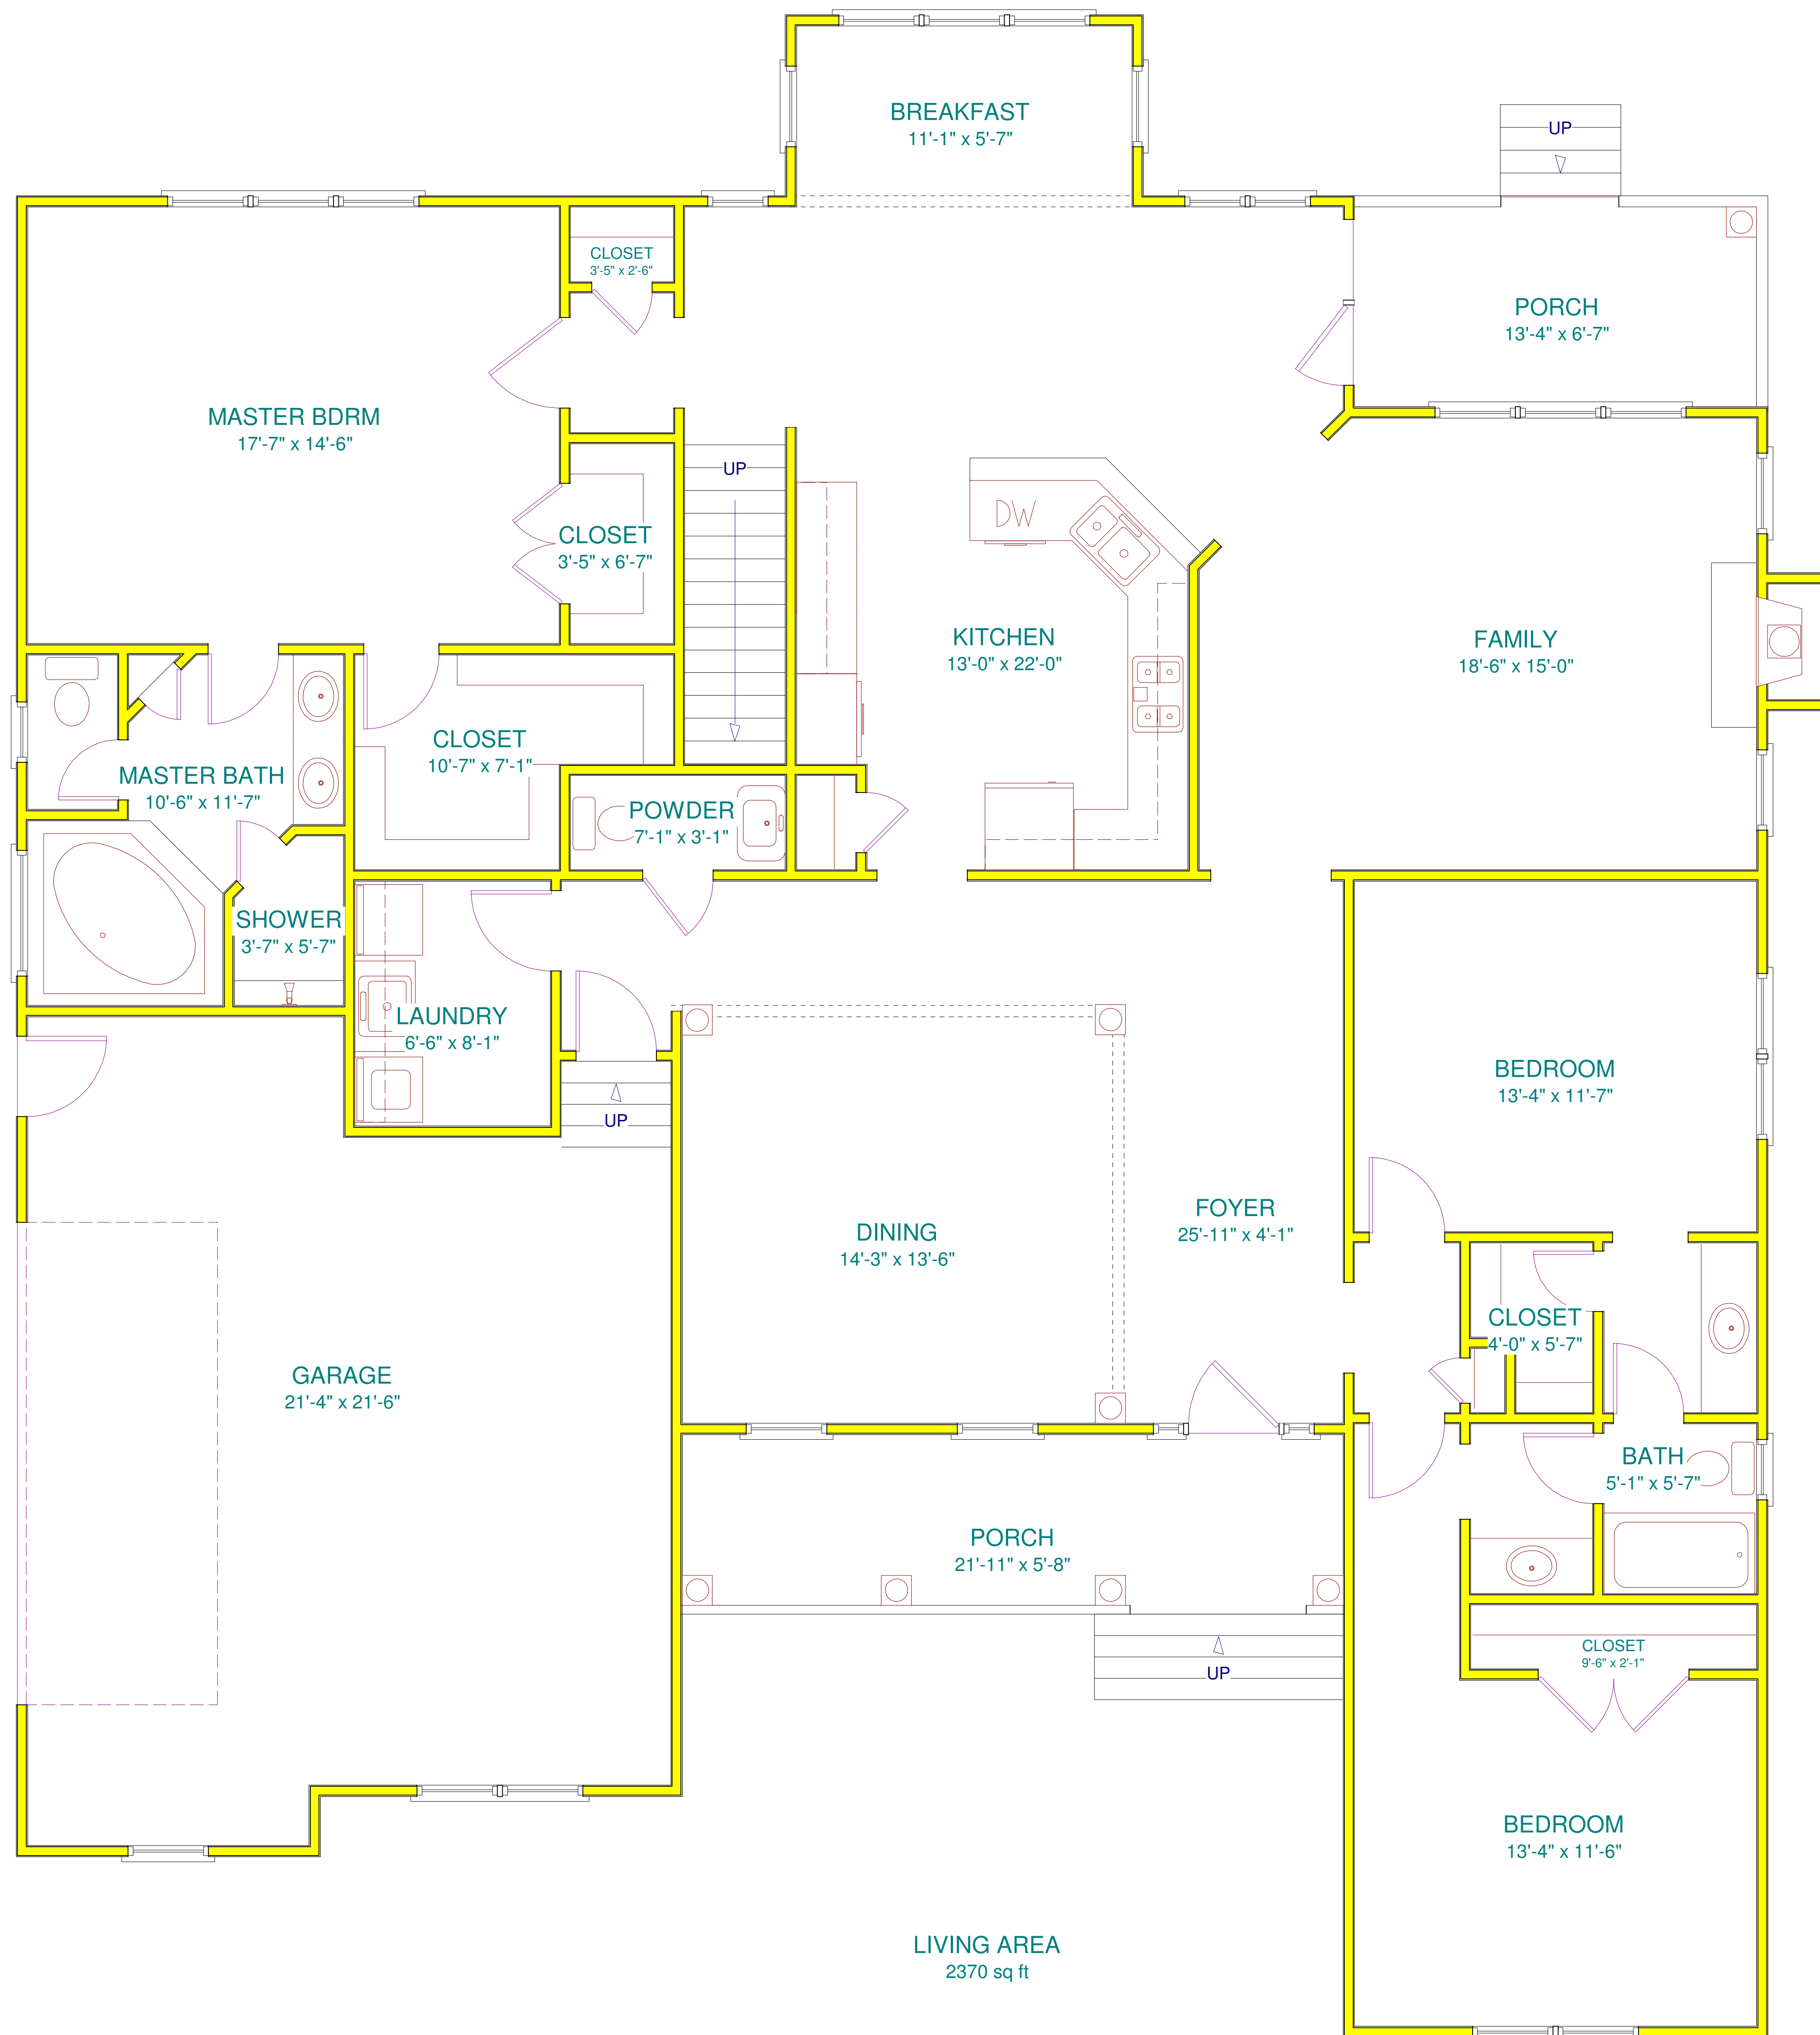 BREAKFAST
11'-1" x 5'-7"
UP
CLOSET
3'-5" x 2'-6"
PORCH
13'-4" x 6'-7"
MASTER BDRM
17'-7" x 14'-6"
UP
DW
CLOSET
3'-5" x 6'-7"
KITCHEN
13'-0" x 22'-0"
FAMILY
18'-6" x 15'-0"
CLOSET
10'-7" x 7'-1"
MASTER BATH
10'-6" x 11'-7"
POWDER
7'-1" x 3'-1"
SHOWER
3'-7" x 5'-7"
LAUNDRY
6'-6" x 8'-1"
BEDROOM
13'-4" x 11'-7"
UP
FOYER
25'-11" x 4'-1"
DINING
14'-3" x 13'-6"
CLOSET
4'-0" x 5'-7"
GARAGE
21'-4" x 21'-6"
BATH
5'-1" x 5'-7"
PORCH
21'-11" x 5'-8"
CLOSET
9'-6" x 2'-1"
UP
BEDROOM
13'-4" x 11'-6"
LIVING AREA
2370 sq ft